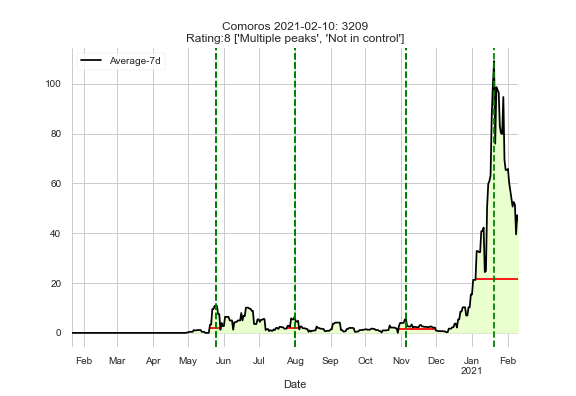 Comoros 2021-02-10: 3209
Rating:8 ['Multiple peaks', 'Not in control']
Average-7d
100
80
60
40
20
0
Feb Mar Apr May Jun Jul Aug Sep Oct Nov Dec Jan Feb
2021
Date